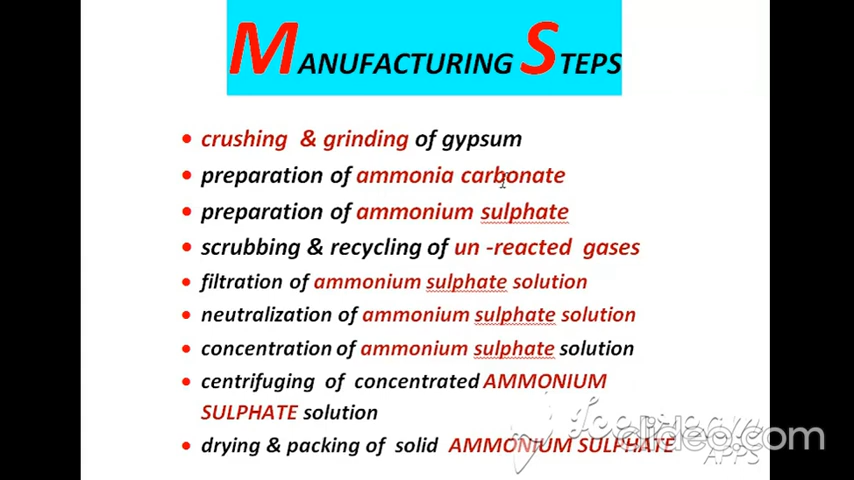 MANUFACTURING STEPS
• crushing & grinding of gypsum
• preparation of ammonia carbonate
• preparation of ammonium sulphate
• scrubbing & recycling of un -reacted gases
• filtration of ammonium sulphate solution
• neutralization of ammonium sulphate solution
• concentration of ammonium sulphate solution
• centrifuging of concentrated AMMONIUM
SULPHATE solution
• drying & packing of solid AMMONIUM SULPHATE
APPS